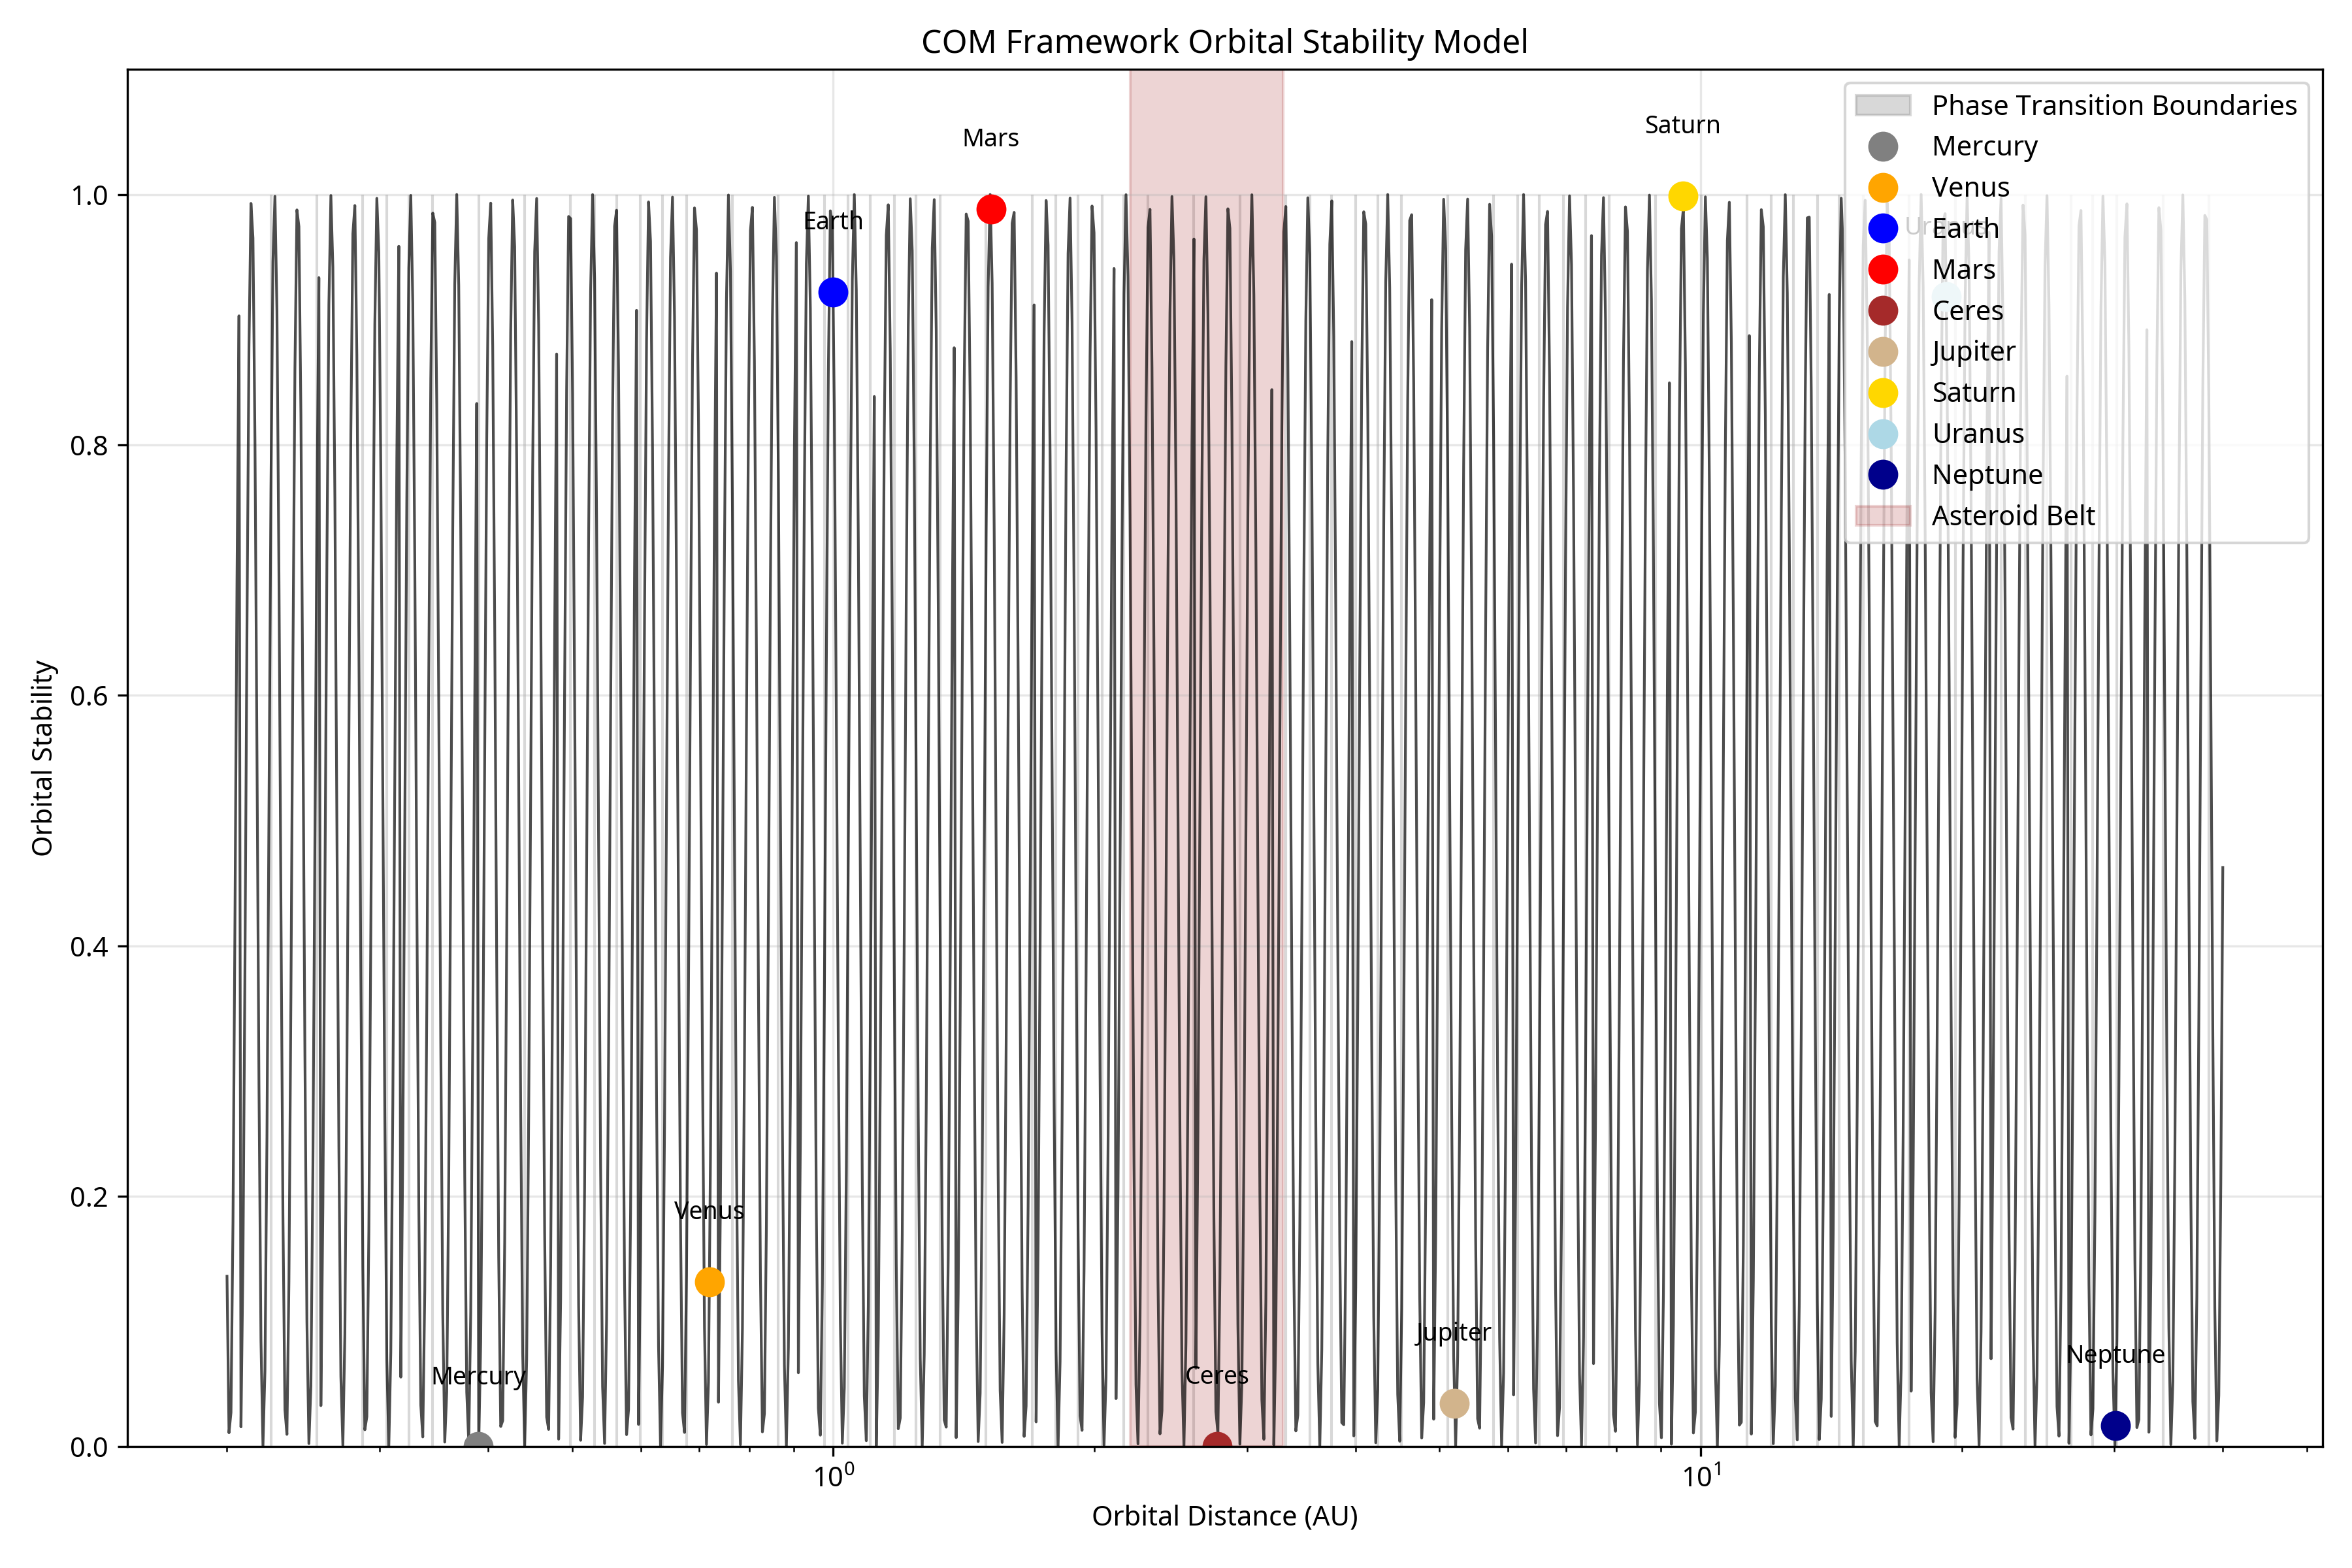 COM Framework Orbital Stability Model
Orbital Stability
1.0
0.8
0.6
0.4
0.2
0.0
Mars
Saturn
Earth
Uranus
Venus
Mercury
Ceres
Jupiter
Neptune
Phase Transition Boundaries
Mercury
Venus
Earth
Mars
Ceres
Jupiter
Saturn
Uranus
Neptune
Asteroid Belt
10⁰
10¹
Orbital Distance (AU)